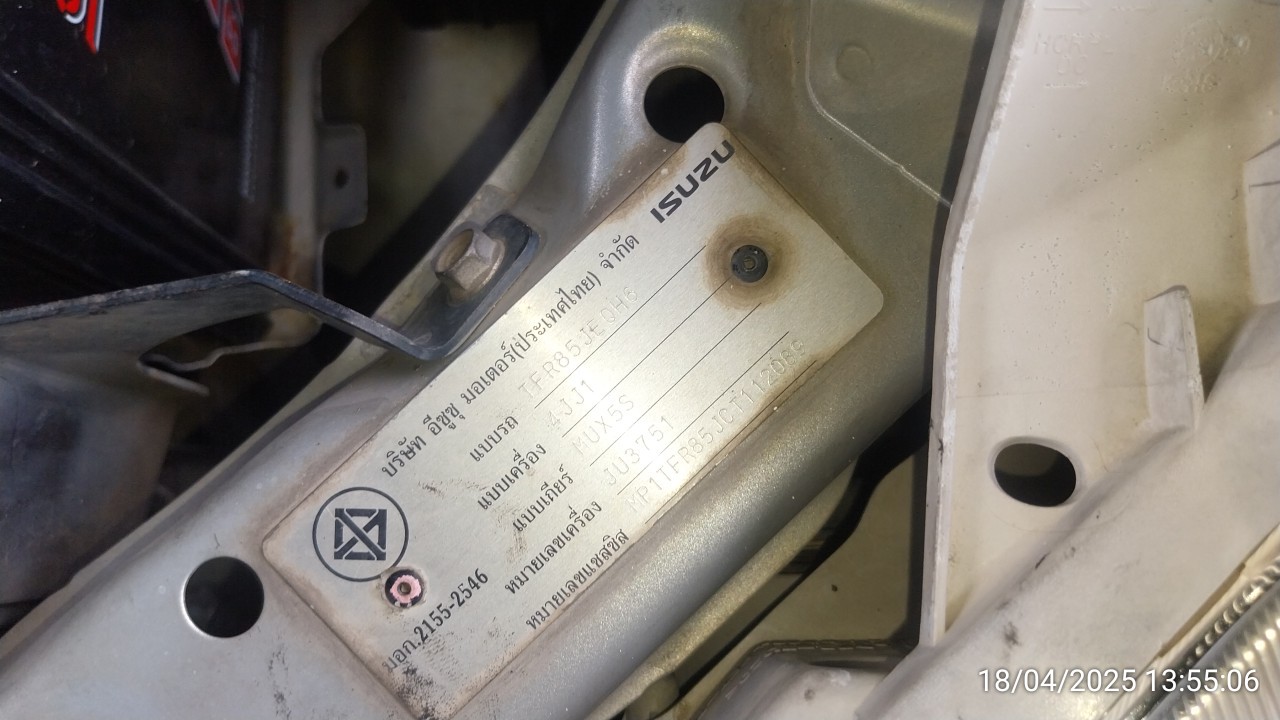 ISUZU
บริษัท อีซูซุ มอเตอร์(ประเทศไทย) จำกัด
แบบรถ TFR85JEQH6
แบบเครื่อง 4JJ1
แบบเกียร์ MUX5S
หมายเลขเครื่อง JU3751
หมายเลขแชสซีส
มอก.2155-2546
18/04/2025 13:55:06